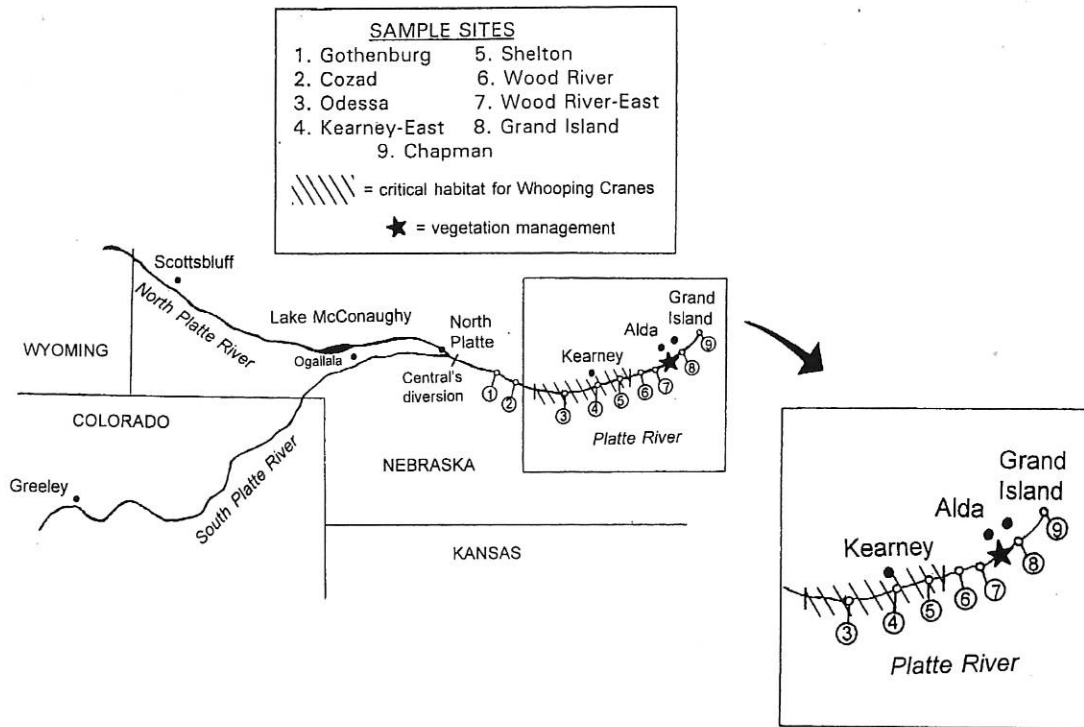 SAMPLE SITES
1. Gothenburg 5. Shelton
2. Cozad 6. Wood River
3. Odessa 7. Wood River-East
4. Kearney-East 8. Grand Island
9. Chapman
= critical habitat for Whooping Cranes
= vegetation management
Scottsbluff
North Platte River
WYOMING
Lake McConaughy
Ogallala
North
Platte
Central's
diversion
COLORADO
Greeley
South Platte River
NEBRASKA
KANSAS
Grand
Island
Alda
Kearney
1
2
3
4
5
6
7
8
9
Platte River
Grand
Island
Alda
Kearney
3
4
5
6
7
8
9
Platte River